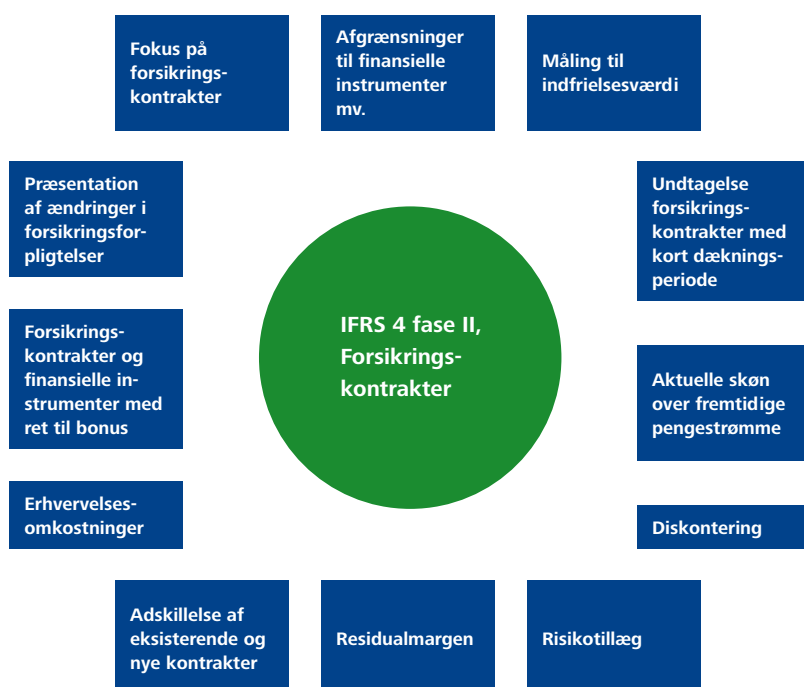 Fokus på
forsikrings-
kontrakter
Afgrænsninger
til finansielle
instrumenter
mv.
Måling til
indfrielsesværdi
Præsentation
af ændringer i
forsikringsfor-
pligtelser
Undtagelse
forsikrings-
kontrakter med
kort dæknings-
periode
IFRS 4 fase II,
Forsikrings-
kontrakter
Forsikrings-
kontrakter og
finansielle in-
strumenter med
ret til bonus
Aktuelle skøn
over fremtidige
pengestrømme
Erhvervelses-
omkostninger
Diskontering
Adskillelse af
eksisterende og
nye kontrakter
Residualmargen
Risikotillæg